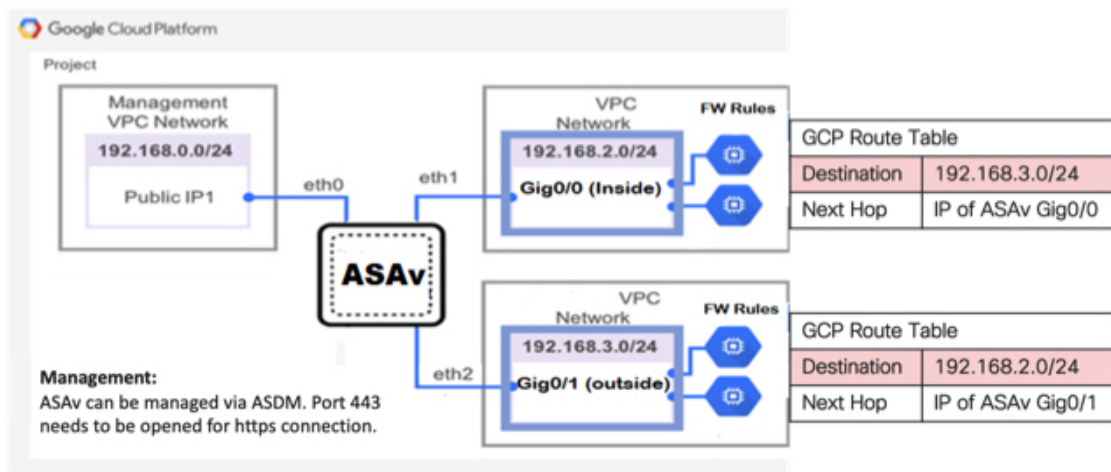 Google Cloud Platform
Project
Management
VPC Network
192.168.0.0/24
Public IP1
eth0
ASAv
eth1
VPC
Network
FW Rules
192.168.2.0/24
Gig0/0 (Inside)
GCP Route Table
Destination 192.168.3.0/24
Next Hop IP of ASAv Gig0/0
eth2
VPC
Network
FW Rules
192.168.3.0/24
Gig0/1 (outside)
GCP Route Table
Destination 192.168.2.0/24
Next Hop IP of ASAv Gig0/1
Management:
ASAv can be managed via ASDM. Port 443
needs to be opened for https connection.